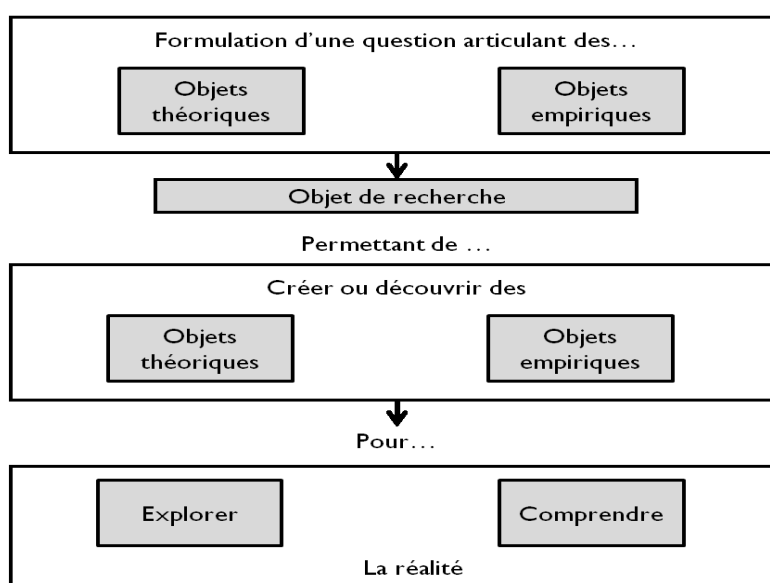 Formulation d'une question articulant des…
Objets
théoriques
Objets
empiriques
Objet de recherche
Permettant de …
Créer ou découvrir des
Objets
théoriques
Objets
empiriques
Pour…
Explorer
Comprendre
La réalité